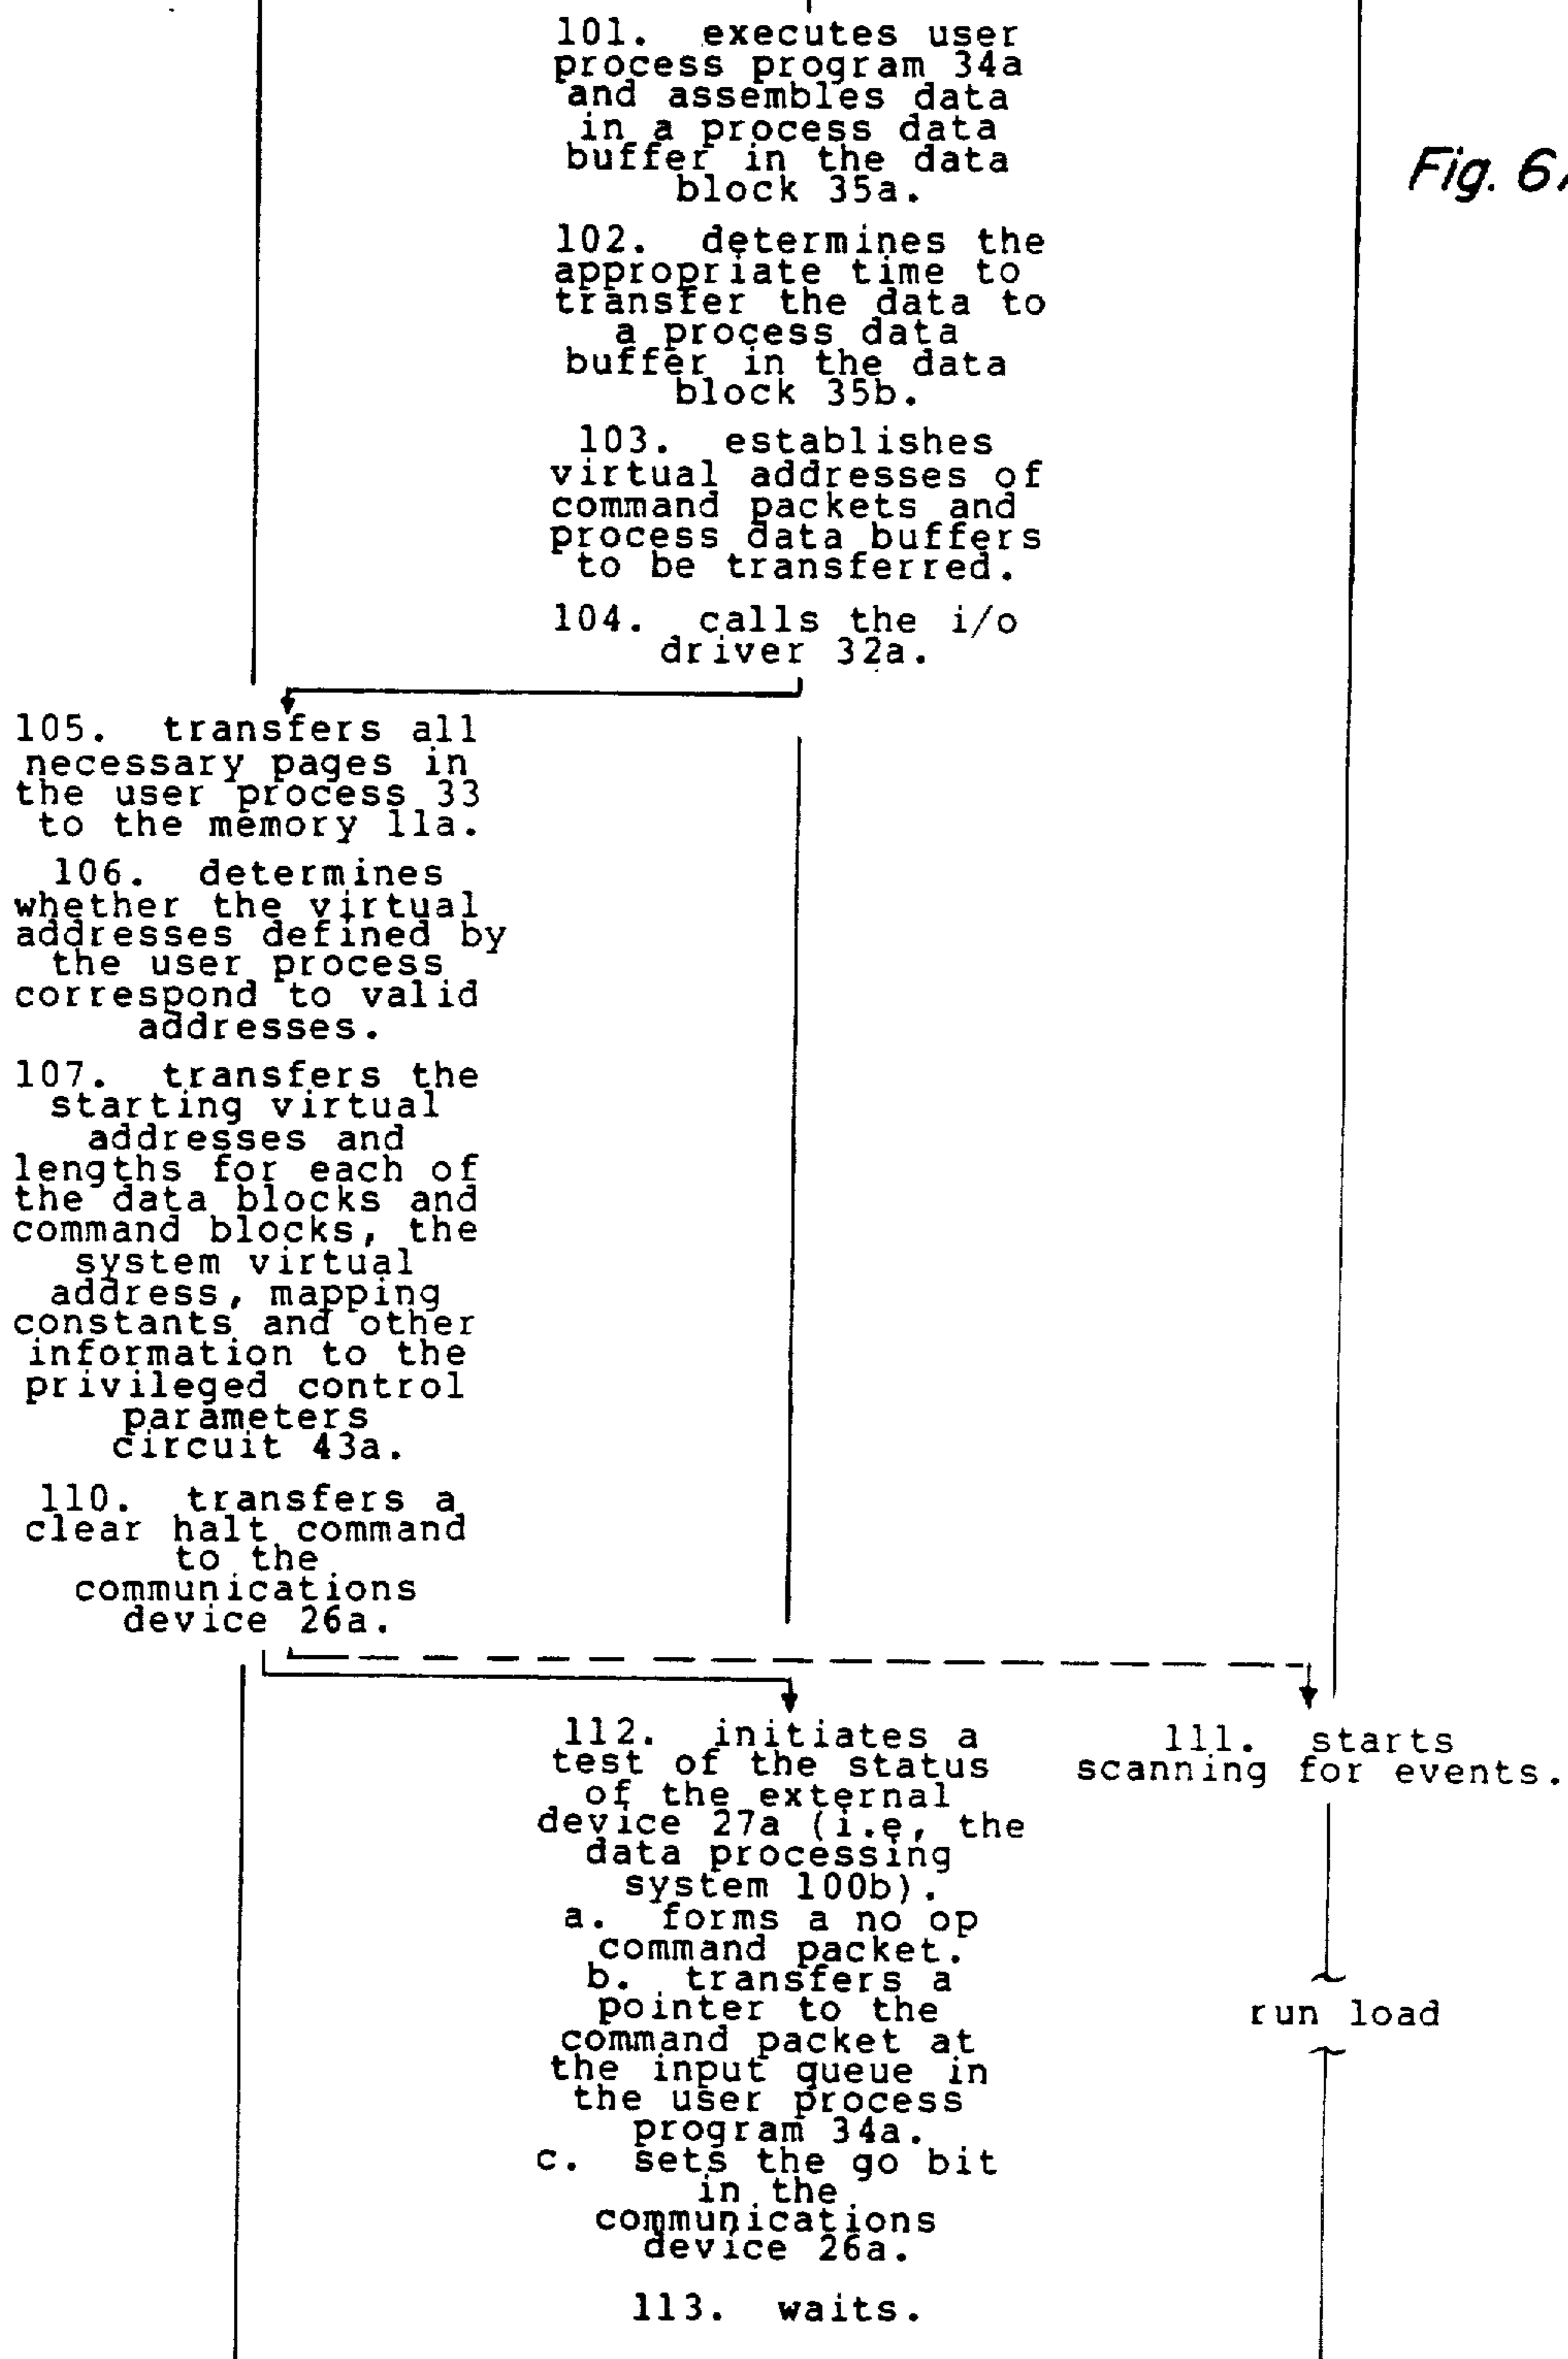 101. executes user
process program 34a
and assembles data
in a process data
buffer in the data
block 35a.
Fig. 6
102. determines the
appropriate time to
transfer the data to
a process data
buffer in the data
block 35b.
103. establishes
virtual addresses of
command packets and
process data buffers
to be transferred.
104. calls the i/o
driver 32a.
105. transfers all
necessary pages in
the user process 33
to the memory 11a.
106. determines
whether the virtual
addresses defined by
the user process
correspond to valid
addresses.
107. transfers the
starting virtual
addresses and
lengths for each of
the data blocks and
command blocks, the
system virtual
address, mapping
constants and other
information to the
privileged control
parameters
circuit 43a.
110. transfers a
clear halt command
to the
communications
device 26a.
112. initiates a
test of the status
of the external
device 27a (i.e, the
data processing
system 100b).
a. forms a no op
command packet.
b. transfers a
pointer to the
command packet at
the input queue in
the user process
program 34a.
c. sets the go bit
in the
communications
device 26a.
113. waits.
111. starts
scanning for events.
run load